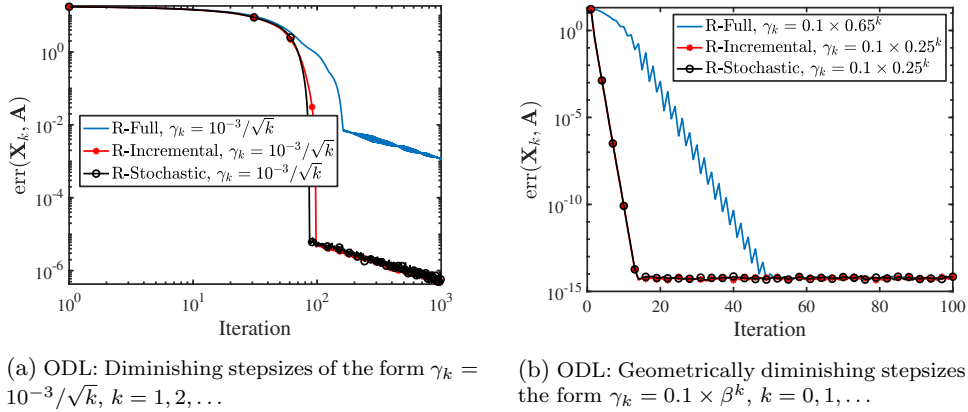 10^0
10^{-2}
10^{-4}
10^{-6}
err(X_k, A)
R-Full, γ_k = 10^{-3}/√k
R-Incremental, γ_k = 10^{-3}/√k
R-Stochastic, γ_k = 10^{-3}/√k
10^0 10^1 10^2 10^3
Iteration
(a) ODL: Diminishing stepsizes of the form γ_k =
10^{-3}/√k, k = 1, 2, . . .
10^0
10^{-5}
10^{-10}
10^{-15}
err(X_k, A)
R-Full, γ_k = 0.1 × 0.65^k
R-Incremental, γ_k = 0.1 × 0.25^k
R-Stochastic, γ_k = 0.1 × 0.25^k
0 20 40 60 80 100
Iteration
(b) ODL: Geometrically diminishing stepsizes
the form γ_k = 0.1 × β^k, k = 0, 1, . . .